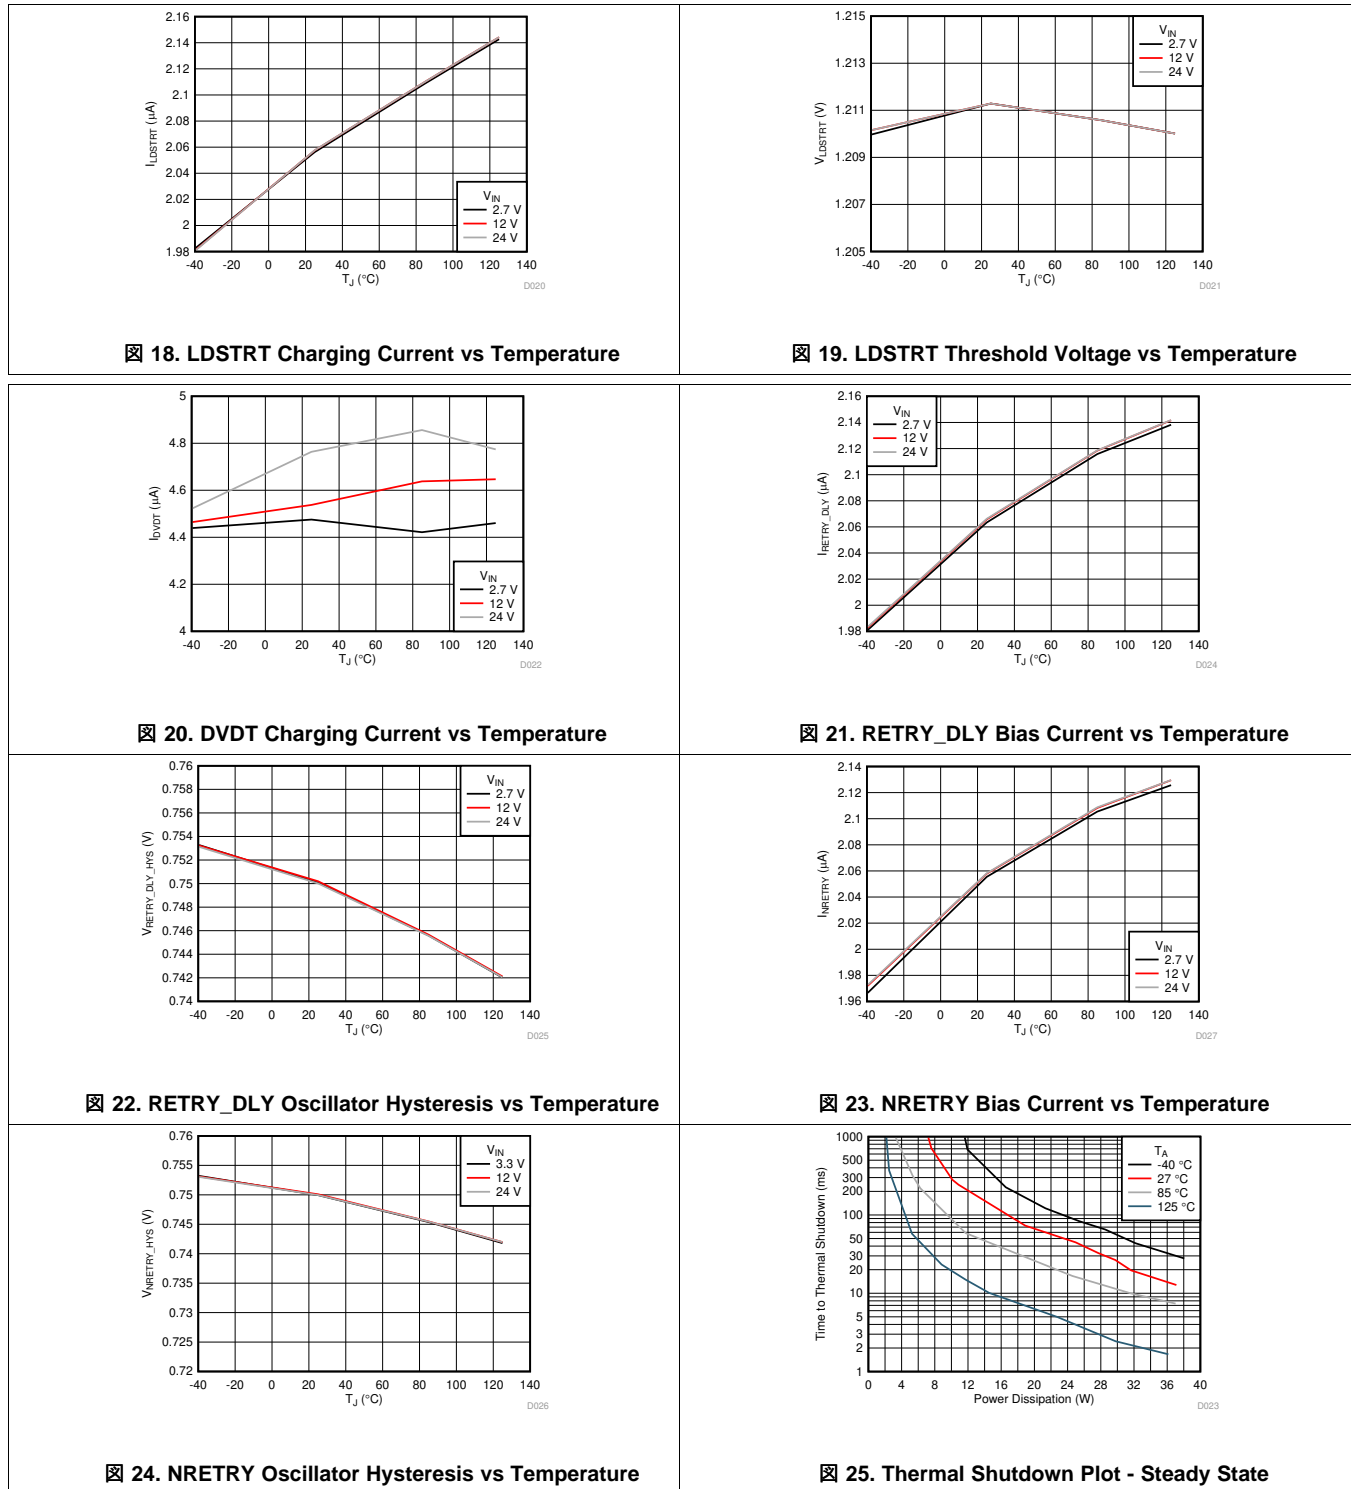 2.16
2.14
2.12
2.1
2.08
2.06
2.04
2.02
2
1.98
ILDSTRT (µA)
-40 -20 0 20 40 60 80 100 120 140
TJ (°C)
VIN
2.7 V
12 V
24 V
D020
図 18. LDSTRT Charging Current vs Temperature
1.215
1.213
1.211
1.209
1.207
1.205
VLDSTRT (V)
-40 -20 0 20 40 60 80 100 120 140
TJ (°C)
VIN
2.7 V
12 V
24 V
D021
図 19. LDSTRT Threshold Voltage vs Temperature
5
4.8
4.6
4.4
4.2
4
IDVDT (µA)
-40 -20 0 20 40 60 80 100 120 140
TJ (°C)
VIN
2.7 V
12 V
24 V
D022
図 20. DVDT Charging Current vs Temperature
2.16
2.14
2.12
2.1
2.08
2.06
2.04
2.02
2
1.98
IRETRY_DLY (µA)
-40 -20 0 20 40 60 80 100 120 140
TJ (°C)
VIN
2.7 V
12 V
24 V
D024
図 21. RETRY_DLY Bias Current vs Temperature
0.76
0.758
0.756
0.754
0.752
0.75
0.748
0.746
0.744
0.742
0.74
VRETRY_DLY_HYS (V)
-40 -20 0 20 40 60 80 100 120 140
TJ (°C)
VIN
2.7 V
12 V
24 V
D025
図 22. RETRY_DLY Oscillator Hysteresis vs Temperature
2.14
2.12
2.1
2.08
2.06
2.04
2.02
2
1.98
1.96
INRETRY (µA)
-40 -20 0 20 40 60 80 100 120 140
TJ (°C)
VIN
2.7 V
12 V
24 V
D027
図 23. NRETRY Bias Current vs Temperature
0.76
0.755
0.75
0.745
0.74
0.735
0.73
0.725
0.72
VNRETRY_HYS (V)
-40 -20 0 20 40 60 80 100 120 140
TJ (°C)
VIN
3.3 V
12 V
24 V
D026
図 24. NRETRY Oscillator Hysteresis vs Temperature
1000
500
300
200
100
50
30
20
10
5
3
2
1
Time to Thermal Shutdown (ms)
0 4 8 12 16 20 24 28 32 36 40
Power Dissipation (W)
TA
-40 °C
27 °C
85 °C
125 °C
D023
図 25. Thermal Shutdown Plot - Steady State